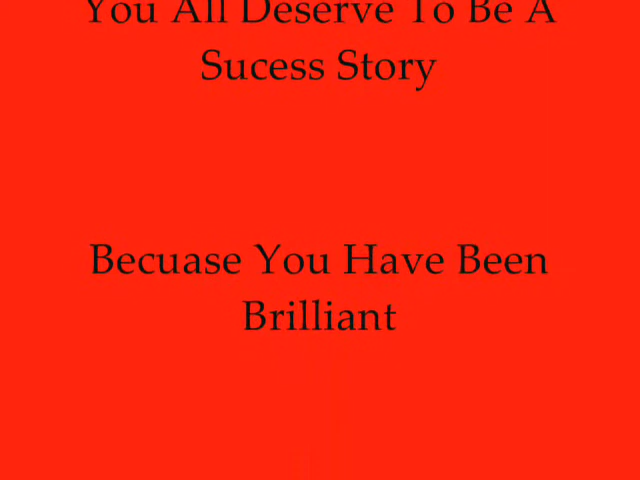 You All Deserve To Be A
Sucess Story
Becuase You Have Been
Brilliant